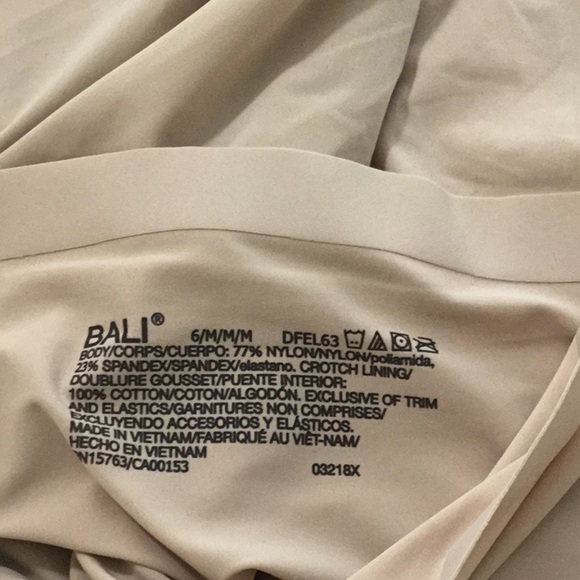 BALI® 6/M/M/M DFEL63
BODY/CORPS/CUERPO: 77% NYLON/NYLON/poliamida,
23% SPANDEX/SPANDEX/elastano. CROTCH LINING/
DOUBLURE GOUSSET/PUENTE INTERIOR:
100% COTTON/COTON/ALGODÓN. EXCLUSIVE OF TRIM
AND ELASTICS/GARNITURES NON COMPRISES/
EXCLUYENDO ACCESORIOS Y ELÁSTICOS.
MADE IN VIETNAM/FABRIQUÉ AU VIÊT-NAM/
HECHO EN VIETNAM
RN15763/CA00153 03218X